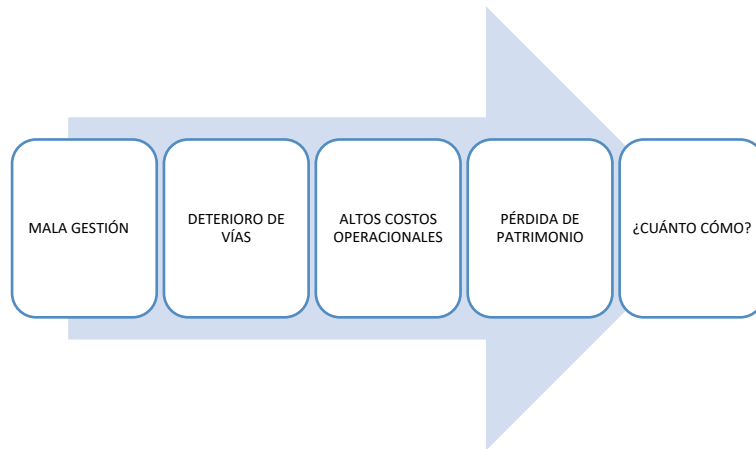 MALA GESTIÓN
DETERIORO DE
VÍAS
ALTOS COSTOS
OPERACIONALES
PÉRDIDA DE
PATRIMONIO
¿CUÁNTO CÓMO?